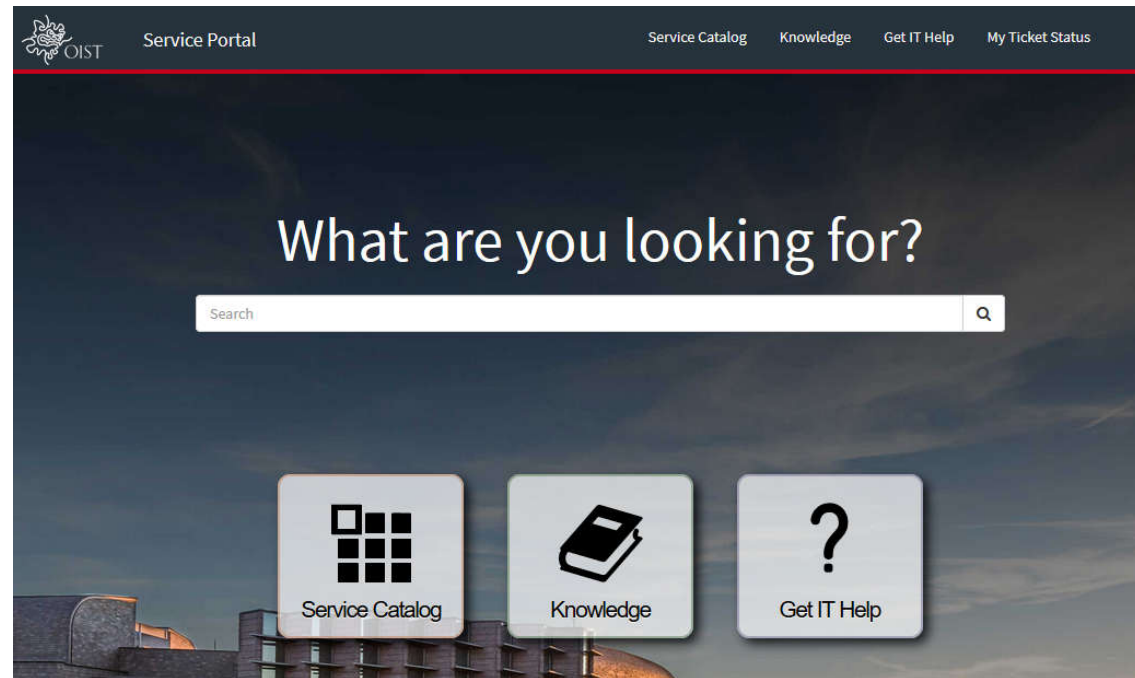 OIST
Service Portal
Service Catalog
Knowledge
Get IT Help
My Ticket Status
What are you looking for?
Search
Service Catalog
Knowledge
Get IT Help